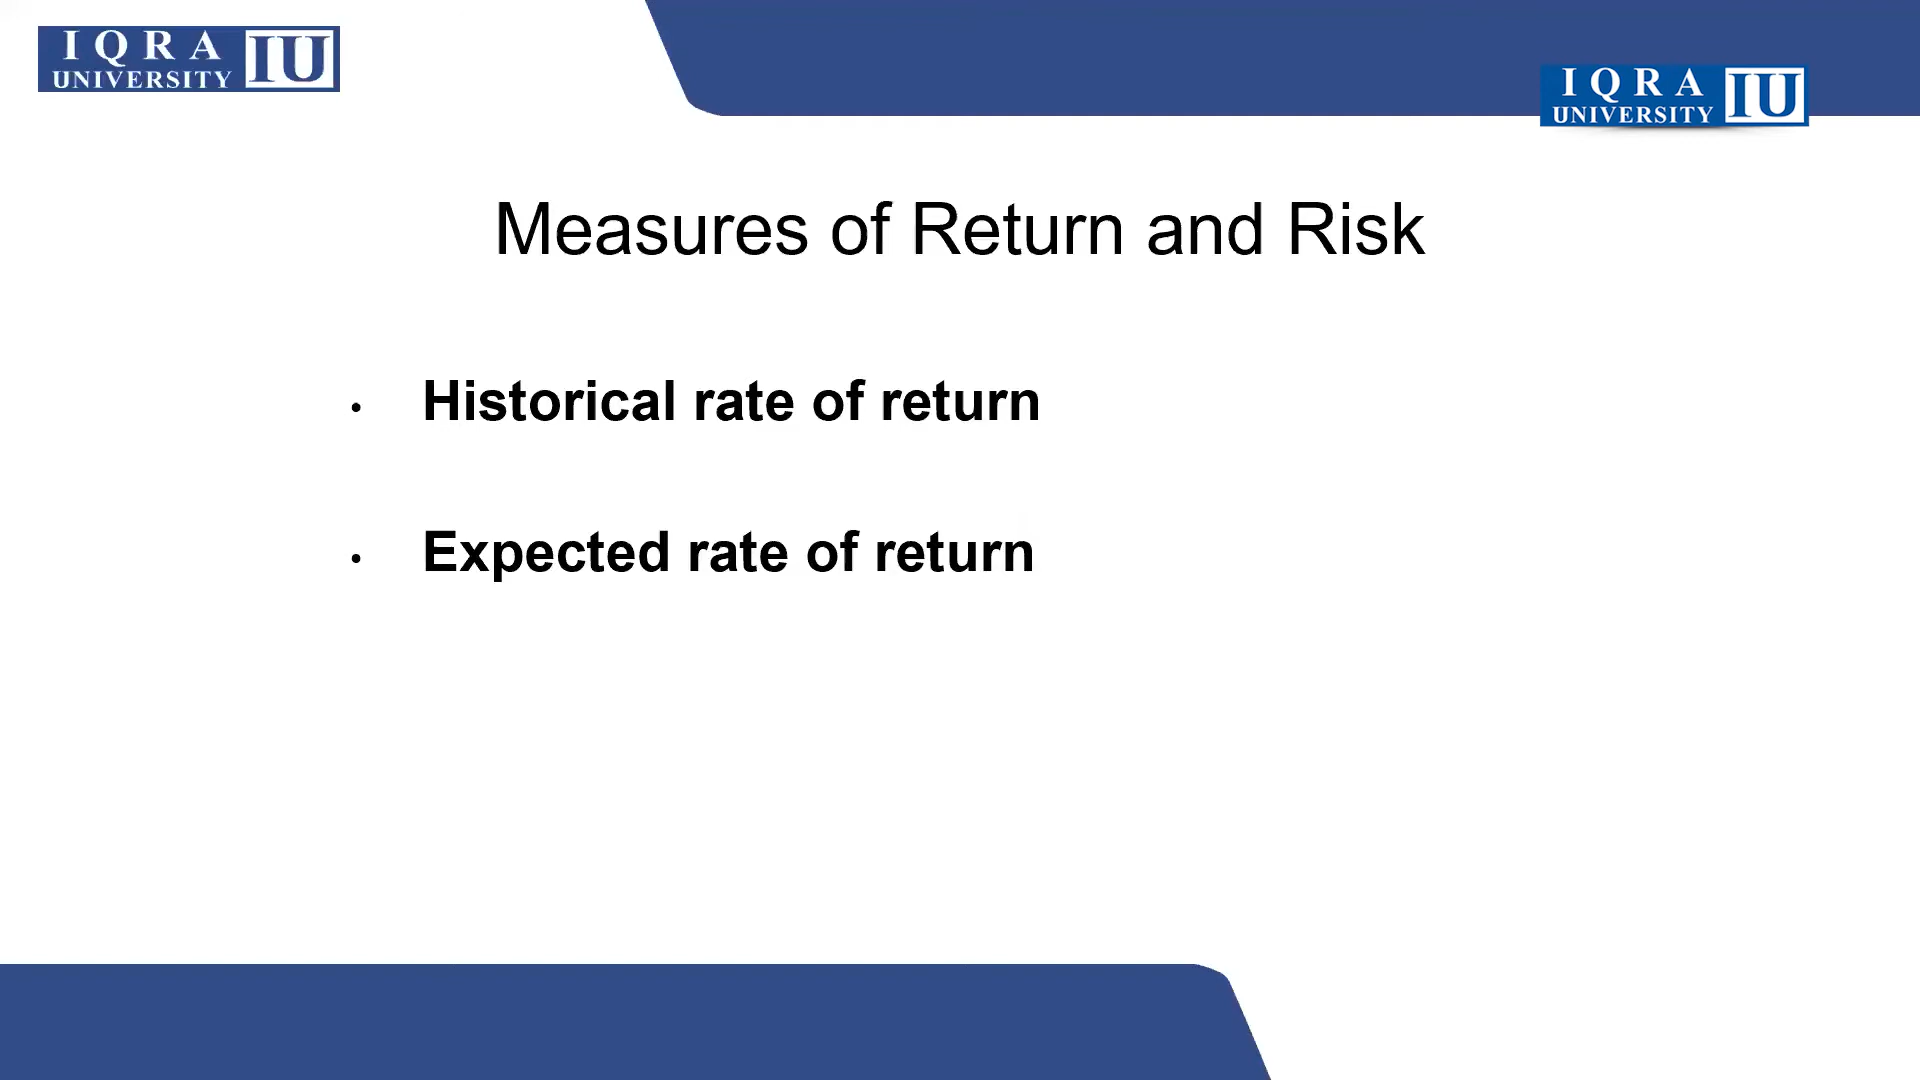 IQRA
UNIVERSITY IU
IQRA
UNIVERSITY IU
Measures of Return and Risk
• Historical rate of return
• Expected rate of return